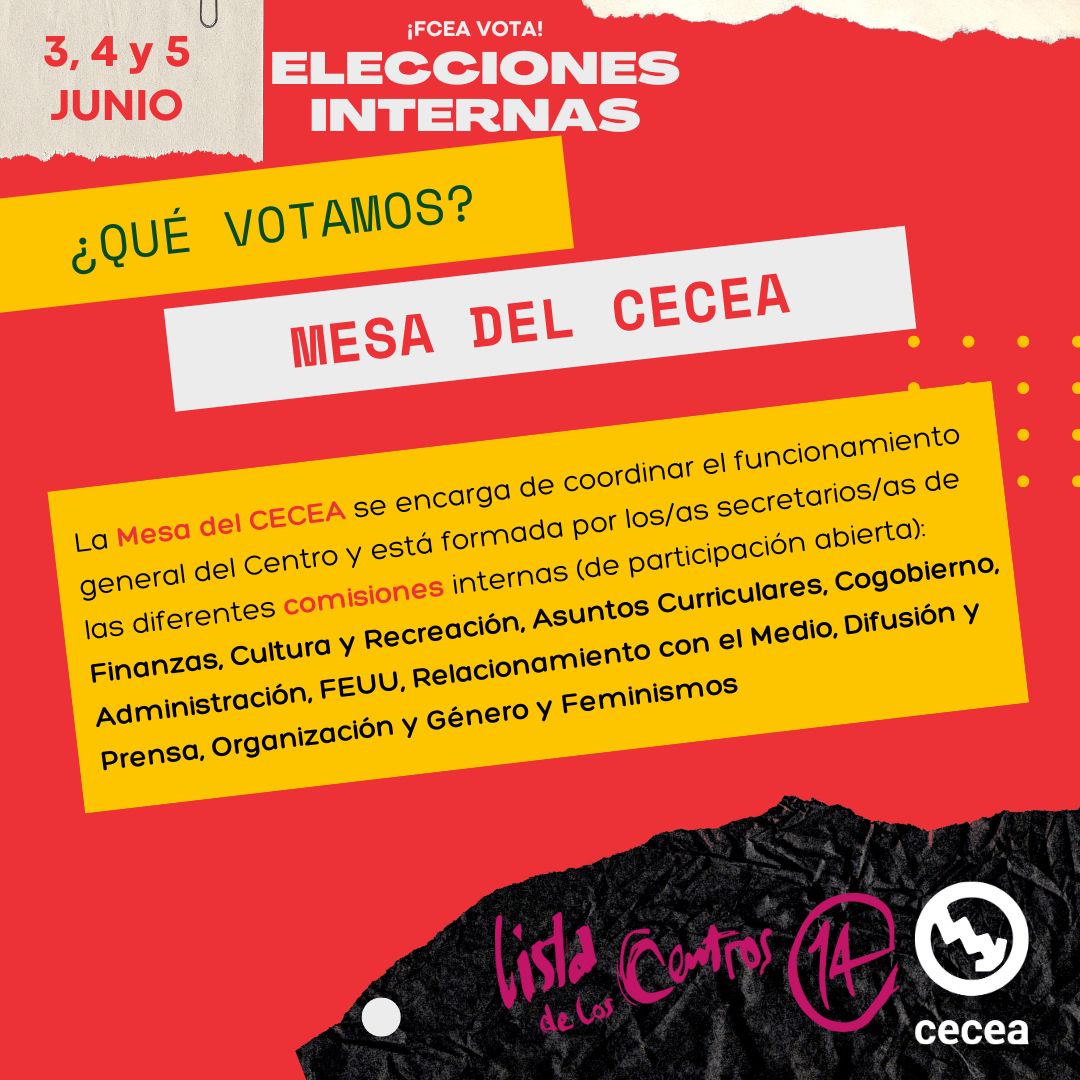 3, 4 y 5
JUNIO
¡FCEA VOTA!
ELECCIONES
INTERNAS
¿QUÉ VOTAMOS?
MESA DEL CECEA
La Mesa del CECEA se encarga de coordinar el funcionamiento
general del Centro y está formada por los/as secretarios/as de
las diferentes comisiones internas (de participación abierta):
Finanzas, Cultura y Recreación, Asuntos Curriculares, Cogobierno,
Administración, FEUU, Relacionamiento con el Medio, Difusión y
Prensa, Organización y Género y Feminismos
Lista
de los
Centros
14
cecea